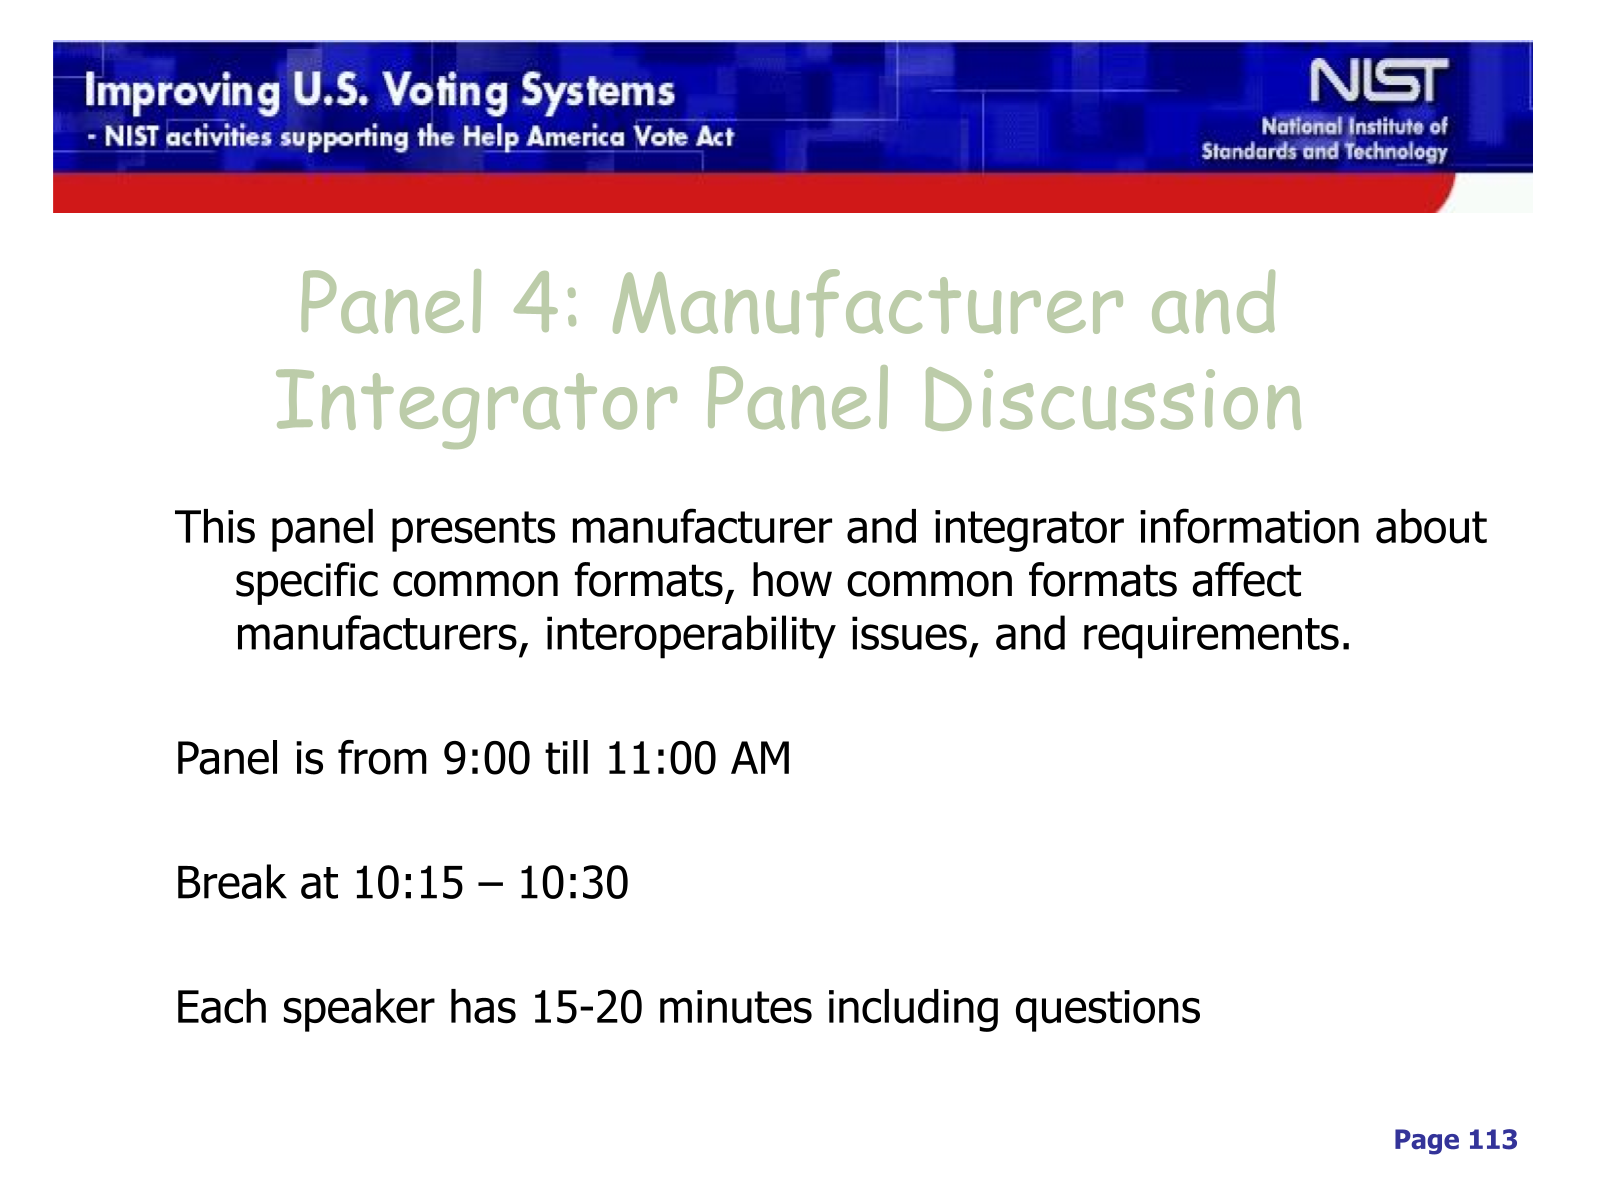 Improving U.S. Voting Systems
- NIST activities supporting the Help America Vote Act
NIST
National Institute of
Standards and Technology
Panel 4: Manufacturer and
Integrator Panel Discussion
This panel presents manufacturer and integrator information about
specific common formats, how common formats affect
manufacturers, interoperability issues, and requirements.
Panel is from 9:00 till 11:00 AM
Break at 10:15 – 10:30
Each speaker has 15-20 minutes including questions
Page 113